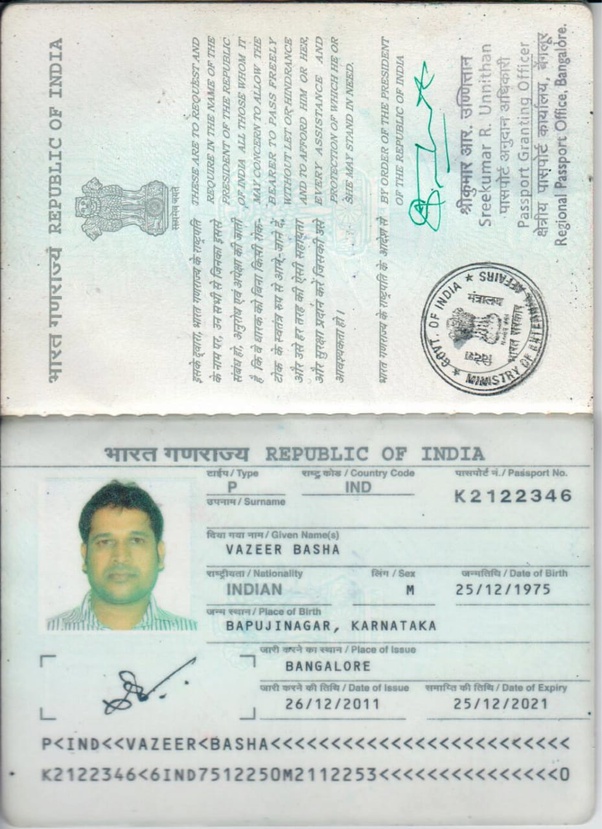 भारत गणराज्य REPUBLIC OF INDIA
सत्यमेव जयते
THESE ARE TO REQUEST AND
REQUIRE IN THE NAME OF THE
PRESIDENT OF THE REPUBLIC
OF INDIA ALL THOSE WHOM IT
MAY CONCERN TO ALLOW THE
BEARER TO PASS FREELY
WITHOUT LET OR HINDRANCE
AND TO AFFORD HIM OR HER,
EVERY ASSISTANCE AND
PROTECTION OF WHICH HE OR
SHE MAY STAND IN NEED.
BY ORDER OF THE PRESIDENT
OF THE REPUBLIC OF INDIA
इसके द्वारा, भारत गणराज्य के राष्ट्रपति
के नाम पर, उन सभी से जिनका इससे
संबंध हो, अनुरोध एवं अपेक्षा की जाती
है कि वे धारक को बिना किसी रोक-
टोक के स्वतंत्र रूप से आने-जाने दें,
और उसे हर तरह की ऐसी सहायता
और सुरक्षा प्रदान करें जिसकी उसे
आवश्यकता हो।
भारत गणराज्य के राष्ट्रपति के आदेश से
श्रीकुमार आर. उण्णित्तान
Sreekumar R. Unnithan
पासपोर्ट अनुदान अधिकारी
Passport Granting Officer
क्षेत्रीय पासपोर्ट कार्यालय, बेंगलूर
Regional Passport Office, Bangalore.
GOVT. OF INDIA ★ MINISTRY OF EXTERNAL AFFAIRS ★
विदेश मंत्रालय
भारत सरकार
भारत गणराज्य REPUBLIC OF INDIA
टाईप / Type राष्ट्र कोड / Country Code पासपोर्ट नं. / Passport No.
P IND K2122346
उपनाम / Surname
दिया गया नाम / Given Name(s)
VAZEER BASHA
राष्ट्रीयता / Nationality लिंग / Sex जन्मतिथि / Date of Birth
INDIAN M 25/12/1975
जन्म स्थान / Place of Birth
BAPUJINAGAR, KARNATAKA
जारी करने का स्थान / Place of Issue
BANGALORE
जारी करने की तिथि / Date of Issue समाप्ति की तिथि / Date of Expiry
26/12/2011 25/12/2021
P<IND<<VAZEER<BASHA<<<<<<<<<<<<<<<<<<<<<<<<<
K2122346<6IND7512250M2112253<<<<<<<<<<<<<<<0